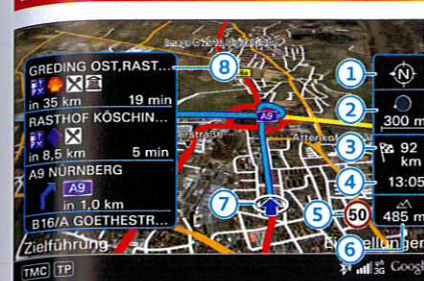 GREDING OST,RAST...
in 35 km 19 min
RASTHOF KÖSCHIN...
in 8,5 km 5 min
A9 NÜRNBERG
A9
in 1,0 km
B16/A GOETHESTR...
Zielführung
TMC TP
8
A9
7
1
N
2
300 m
3
92 km
4
13:05
5
50
485 m
6
3G Google